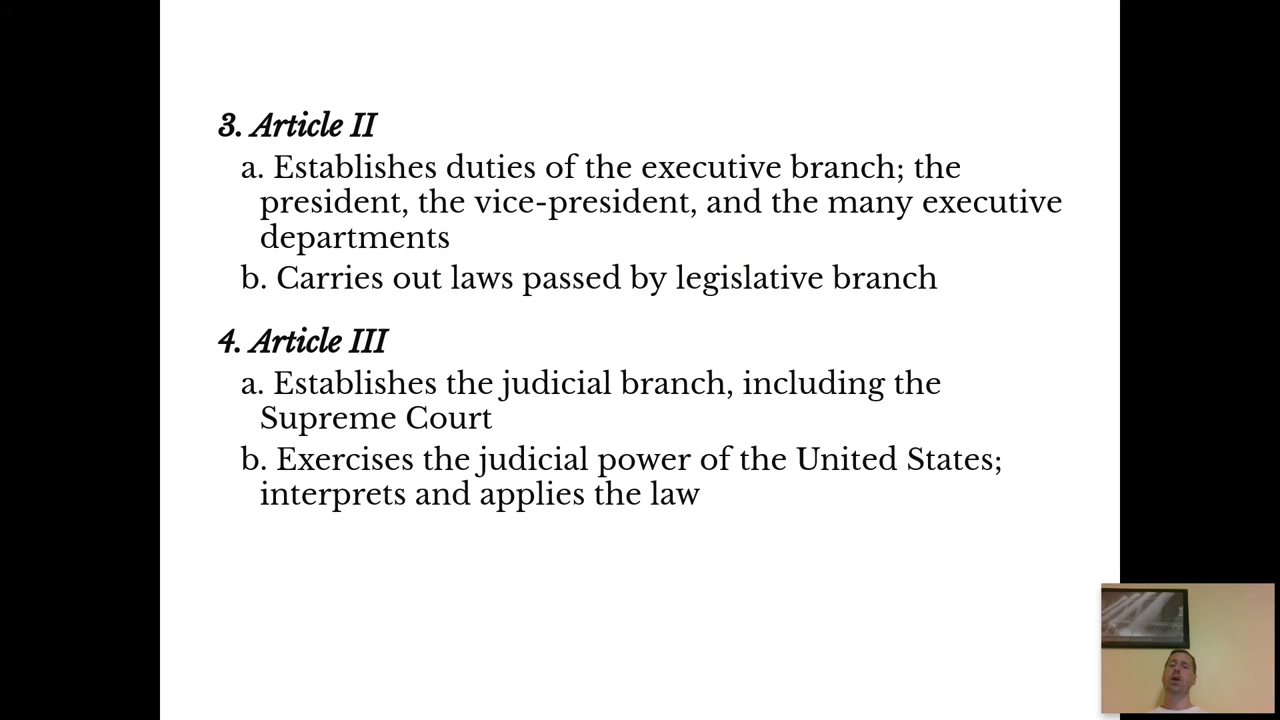 3. Article II
a. Establishes duties of the executive branch; the
president, the vice-president, and the many executive
departments
b. Carries out laws passed by legislative branch
4. Article III
a. Establishes the judicial branch, including the
Supreme Court
b. Exercises the judicial power of the United States;
interprets and applies the law